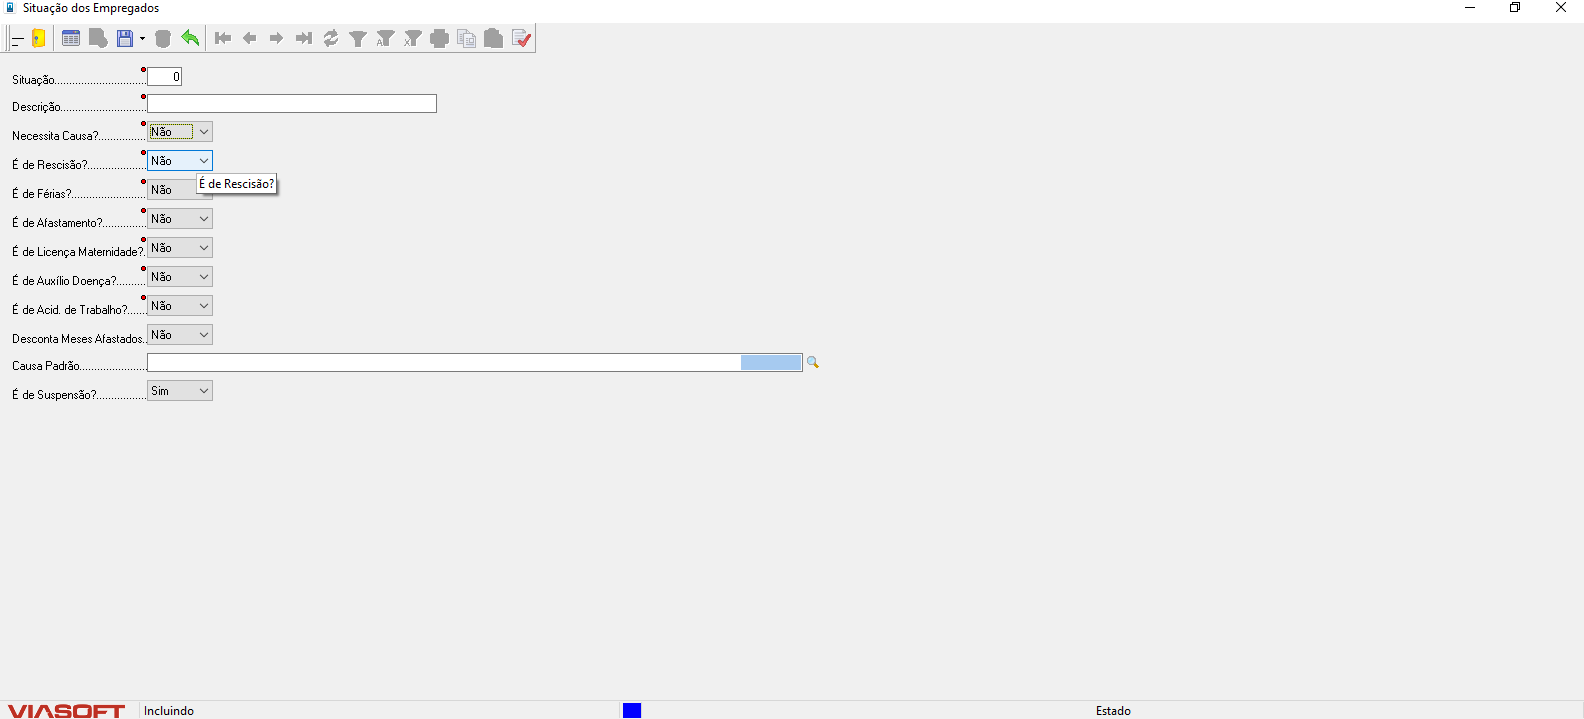 Situação dos Empregados
Situação............................ 0
Descrição...........................
Necessita Causa?................ Não
É de Rescisão?................... Não
É de Rescisão?
É de Férias?........................ Não
É de Afastamento?.............. Não
É de Licença Maternidade?. Não
É de Auxílio Doença?.......... Não
É de Acid. de Trabalho?...... Não
Desconta Meses Afastados.. Não
Causa Padrão......................
É de Suspensão?................ Sim
VIASOFT Incluindo Estado